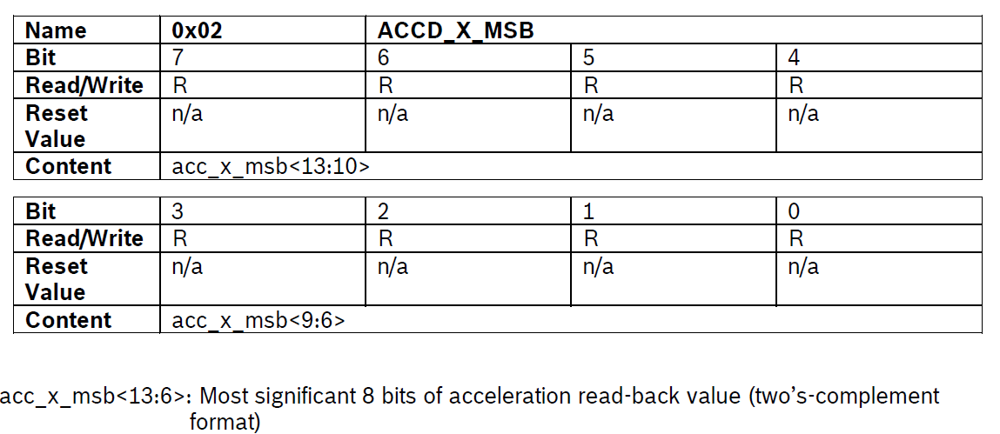 Name 0x02 ACCD_X_MSB
Bit 7 6 5 4
Read/Write R R R R
Reset Value n/a n/a n/a n/a
Content acc_x_msb<13:10>
Bit 3 2 1 0
Read/Write R R R R
Reset Value n/a n/a n/a n/a
Content acc_x_msb<9:6>
acc_x_msb<13:6>: Most significant 8 bits of acceleration read-back value (two’s-complement
format)